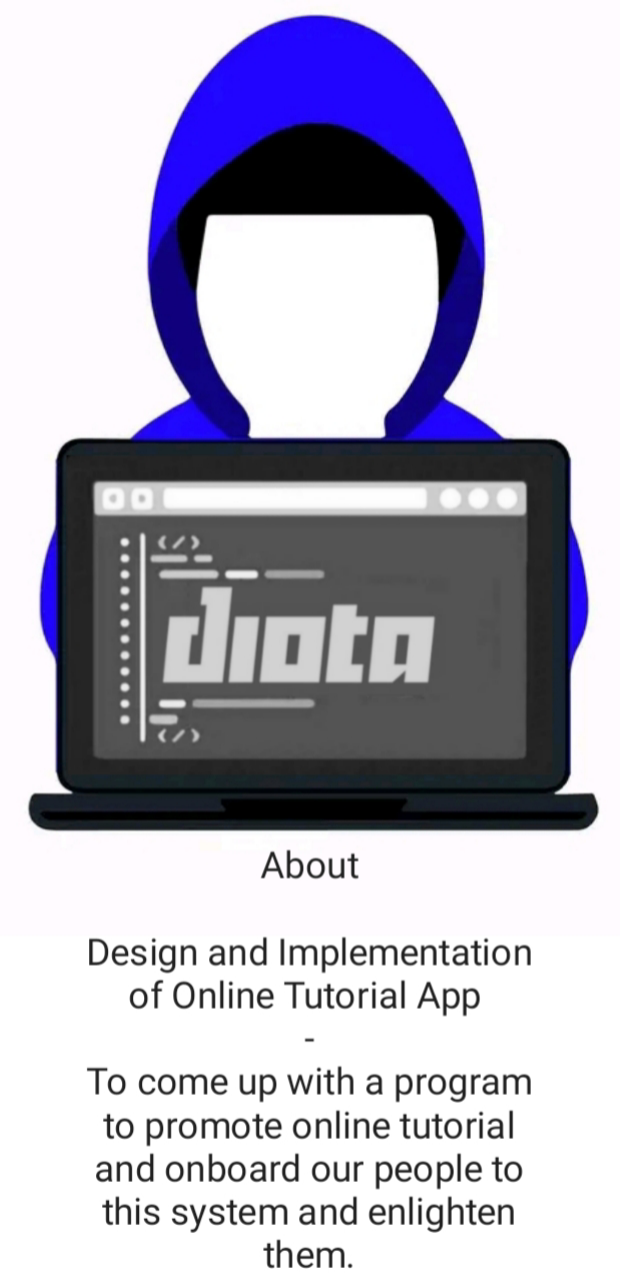 </>
diota
</>
About
Design and Implementation
of Online Tutorial App
-
To come up with a program
to promote online tutorial
and onboard our people to
this system and enlighten
them.